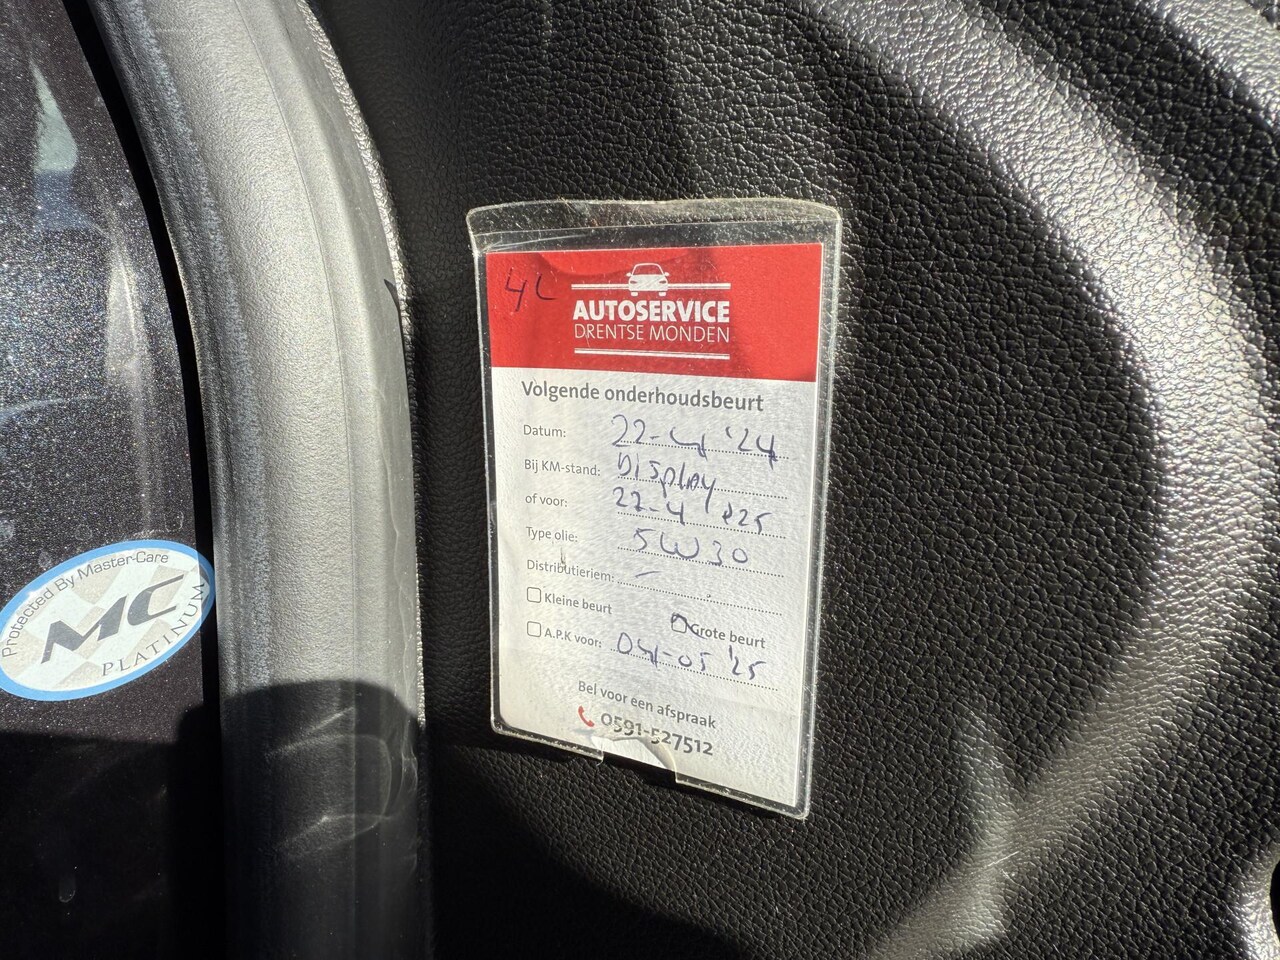 Protected By Master-Care
MC
PLATINUM
4L
AUTOSERVICE
DRENTSE MONDEN
Volgende onderhoudsbeurt
Datum: 22-4 '24
Bij KM-stand: Display
of voor: 22-4 '25
Type olie: 5W30
Distributieriem: -
Kleine beurt
Grote beurt
A.P.K voor: 04-05 '25
Bel voor een afspraak
0591-527512